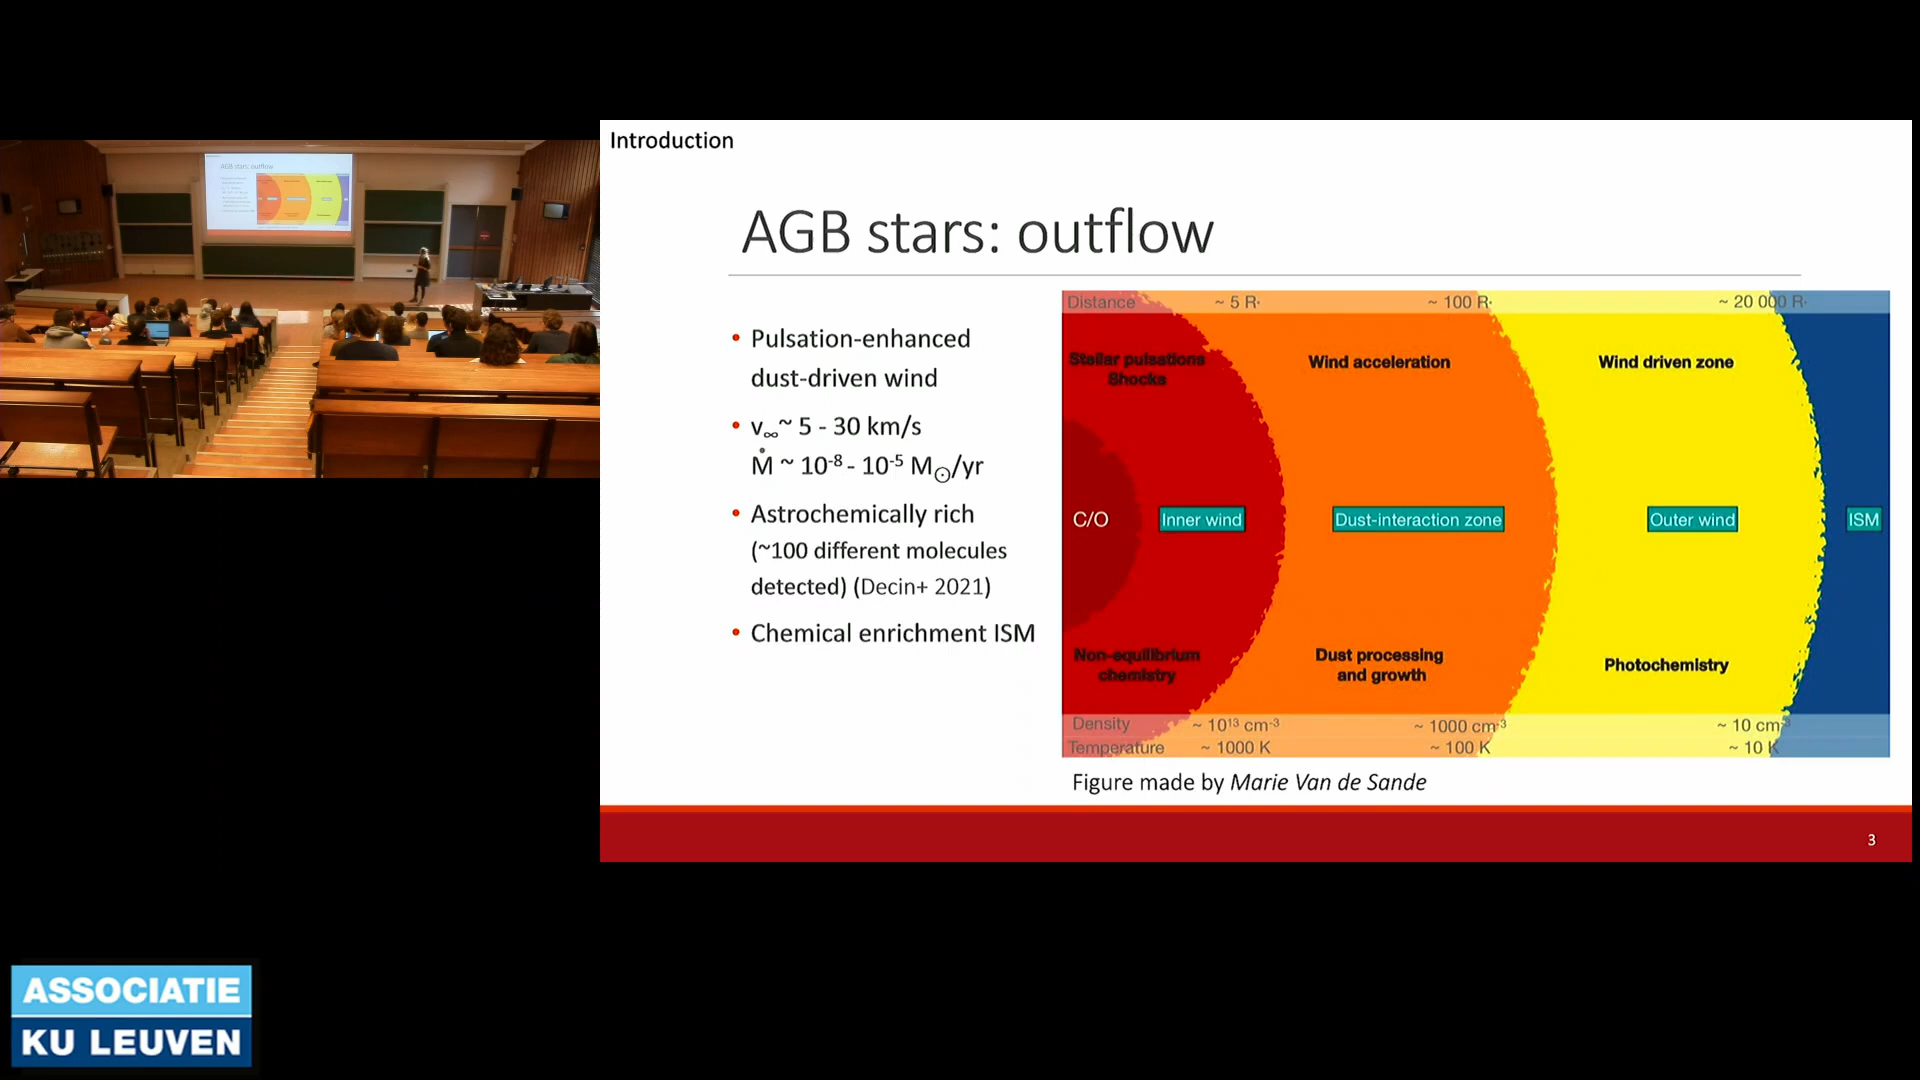 Introduction
AGB stars: outflow
• Pulsation-enhanced
dust-driven wind
• v∞~ 5 - 30 km/s
Ṁ ~ 10⁻⁸ - 10⁻⁵ M☉/yr
• Astrochemically rich
(~100 different molecules
detected) (Decin+ 2021)
• Chemical enrichment ISM
Distance ~ 5 R* ~ 100 R* ~ 20 000 R*
Stellar pulsations
Shocks
Wind acceleration
Wind driven zone
C/O
Inner wind
Dust-interaction zone
Outer wind
ISM
Non-equilibrium
chemistry
Dust processing
and growth
Photochemistry
Density ~ 10¹³ cm⁻³ ~ 1000 cm⁻³ ~ 10 cm⁻³
Temperature ~ 1000 K ~ 100 K ~ 10 K
Figure made by Marie Van de Sande
3
ASSOCIATIE
KU LEUVEN